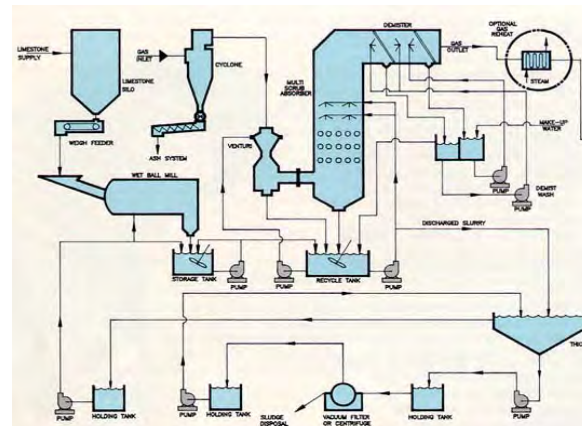 DEMISTER
OPTIONAL
GAS
REHEAT
LIMESTONE
SUPPLY
GAS
INLET
GAS
OUTLET
CYCLONE
LIMESTONE
SILO
MULTI
SCRUB
ABSORBER
STEAM
WEIGH FEEDER
VENTURI
MAKE-UP
WATER
ASH SYSTEM
WET BALL MILL
PUMP
DEMIST
WASH
PUMP
DISCHARGED SLURRY
STORAGE TANK
PUMP
PUMP
RECYCLE TANK
PUMP
THIC
PUMP
HOLDING TANK
PUMP
HOLDING TANK
SLUDGE
DISPOSAL
VACUUM FILTER
OR CENTRIFUGE
HOLDING TANK
PUMP